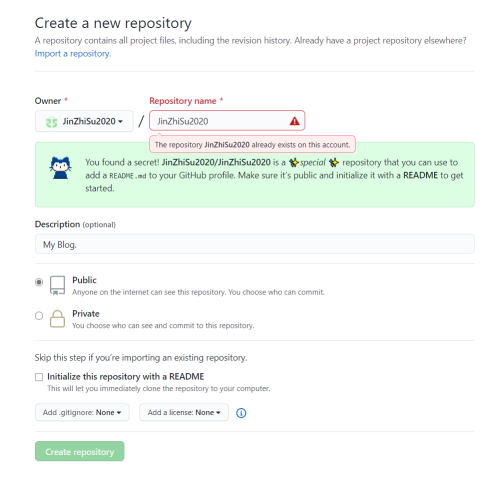 Create a new repository
A repository contains all project files, including the revision history. Already have a project repository elsewhere?
Import a repository.
Owner *
Repository name *
JinZhiSu2020
/
JinZhiSu2020
The repository JinZhiSu2020 already exists on this account.
You found a secret! JinZhiSu2020/JinZhiSu2020 is a ✨special ✨ repository that you can use to
add a README.md to your GitHub profile. Make sure it's public and initialize it with a README to get
started.
Description (optional)
My Blog.
Public
Anyone on the internet can see this repository. You choose who can commit.
Private
You choose who can see and commit to this repository.
Skip this step if you're importing an existing repository.
Initialize this repository with a README
This will let you immediately clone the repository to your computer.
Add .gitignore: None
Add a license: None
Create repository